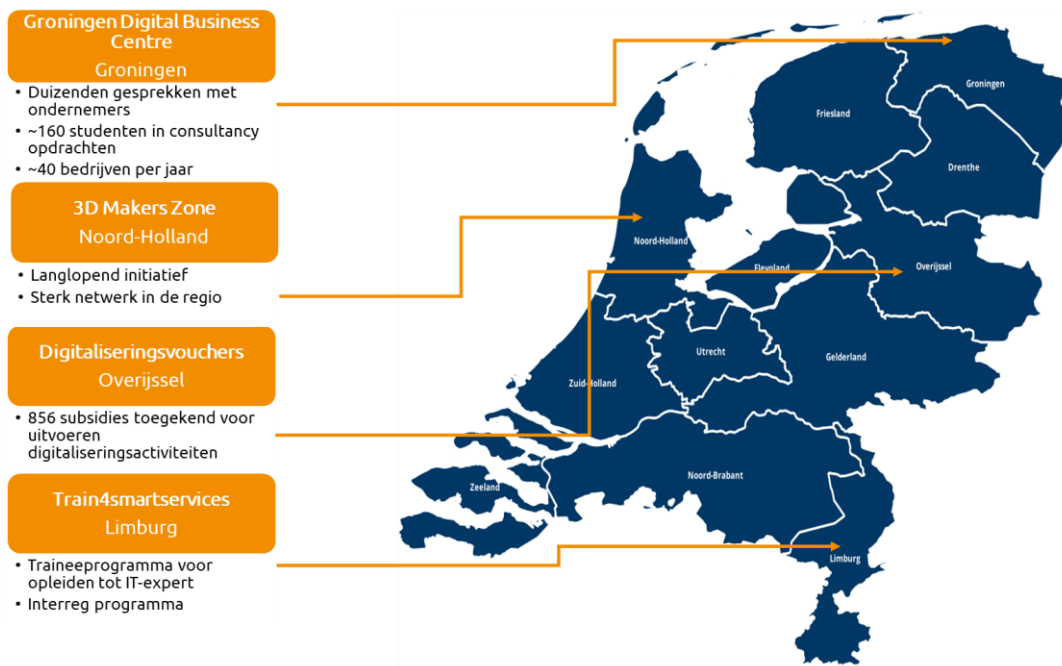 Groningen Digital Business
Centre
Groningen
• Duizenden gesprekken met
ondernemers
• ~160 studenten in consultancy
opdrachten
• ~40 bedrijven per jaar
3D Makers Zone
Noord-Holland
• Langlopend initiatief
• Sterk netwerk in de regio
Digitaliseringsvouchers
Overijssel
• 856 subsidies toegekend voor
uitvoeren
digitaliseringsactiviteiten
Train4smartservices
Limburg
• Traineeprogramma voor
opleiden tot IT-expert
• Interreg programma
Groningen
Friesland
Drenthe
Noord-Holland
Flevoland
Overijssel
Utrecht
Gelderland
Zuid-Holland
Noord-Brabant
Zeeland
Limburg